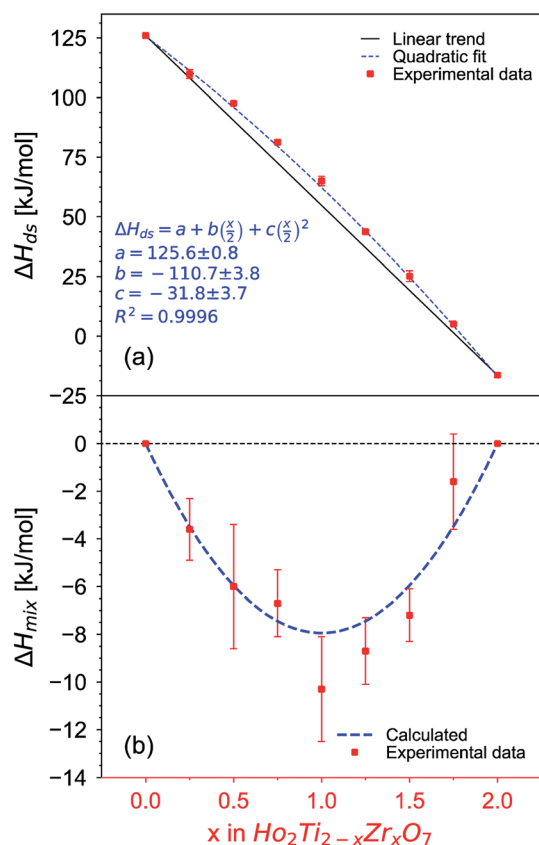 125
100
75
50
25
0
−25
ΔH_ds [kJ/mol]
Linear trend
Quadratic fit
Experimental data
ΔH_ds = a + b(x/2) + c(x/2)²
a = 125.6±0.8
b = −110.7±3.8
c = −31.8±3.7
R² = 0.9996
(a)
0
−2
−4
−6
−8
−10
−12
−14
ΔH_mix [kJ/mol]
(b)
Calculated
Experimental data
0.0 0.5 1.0 1.5 2.0
x in Ho₂Ti₂₋ₓZrₓO₇